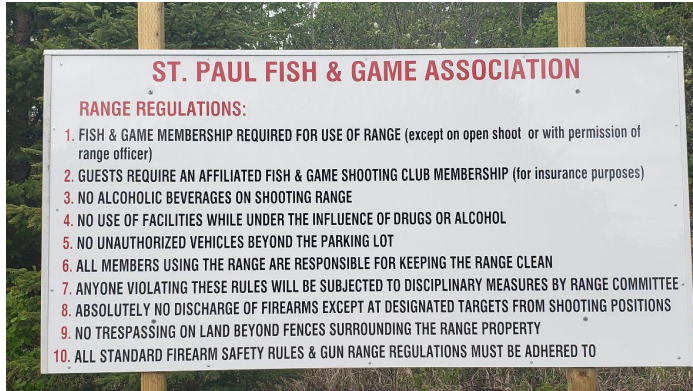 ST. PAUL FISH & GAME ASSOCIATION
RANGE REGULATIONS:
1. FISH & GAME MEMBERSHIP REQUIRED FOR USE OF RANGE (except on open shoot or with permission of
range officer)
2. GUESTS REQUIRE AN AFFILIATED FISH & GAME SHOOTING CLUB MEMBERSHIP (for insurance purposes)
3. NO ALCOHOLIC BEVERAGES ON SHOOTING RANGE
4. NO USE OF FACILITIES WHILE UNDER THE INFLUENCE OF DRUGS OR ALCOHOL
5. NO UNAUTHORIZED VEHICLES BEYOND THE PARKING LOT
6. ALL MEMBERS USING THE RANGE ARE RESPONSIBLE FOR KEEPING THE RANGE CLEAN
7. ANYONE VIOLATING THESE RULES WILL BE SUBJECTED TO DISCIPLINARY MEASURES BY RANGE COMMITTEE
8. ABSOLUTELY NO DISCHARGE OF FIREARMS EXCEPT AT DESIGNATED TARGETS FROM SHOOTING POSITIONS
9. NO TRESPASSING ON LAND BEYOND FENCES SURROUNDING THE RANGE PROPERTY
10. ALL STANDARD FIREARM SAFETY RULES & GUN RANGE REGULATIONS MUST BE ADHERED TO